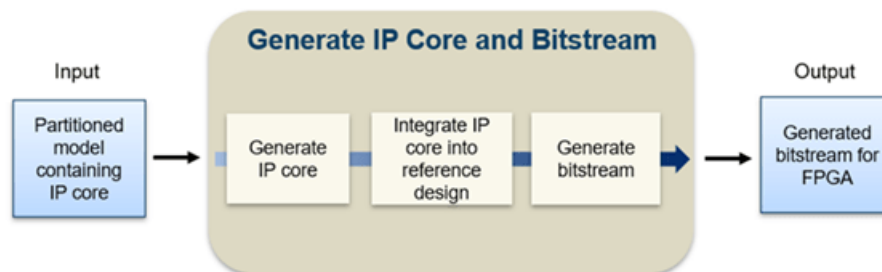 Generate IP Core and Bitstream
Input
Partitioned
model
containing
IP core
Generate
IP core
Integrate IP
core into
reference
design
Generate
bitstream
Output
Generated
bitstream for
FPGA